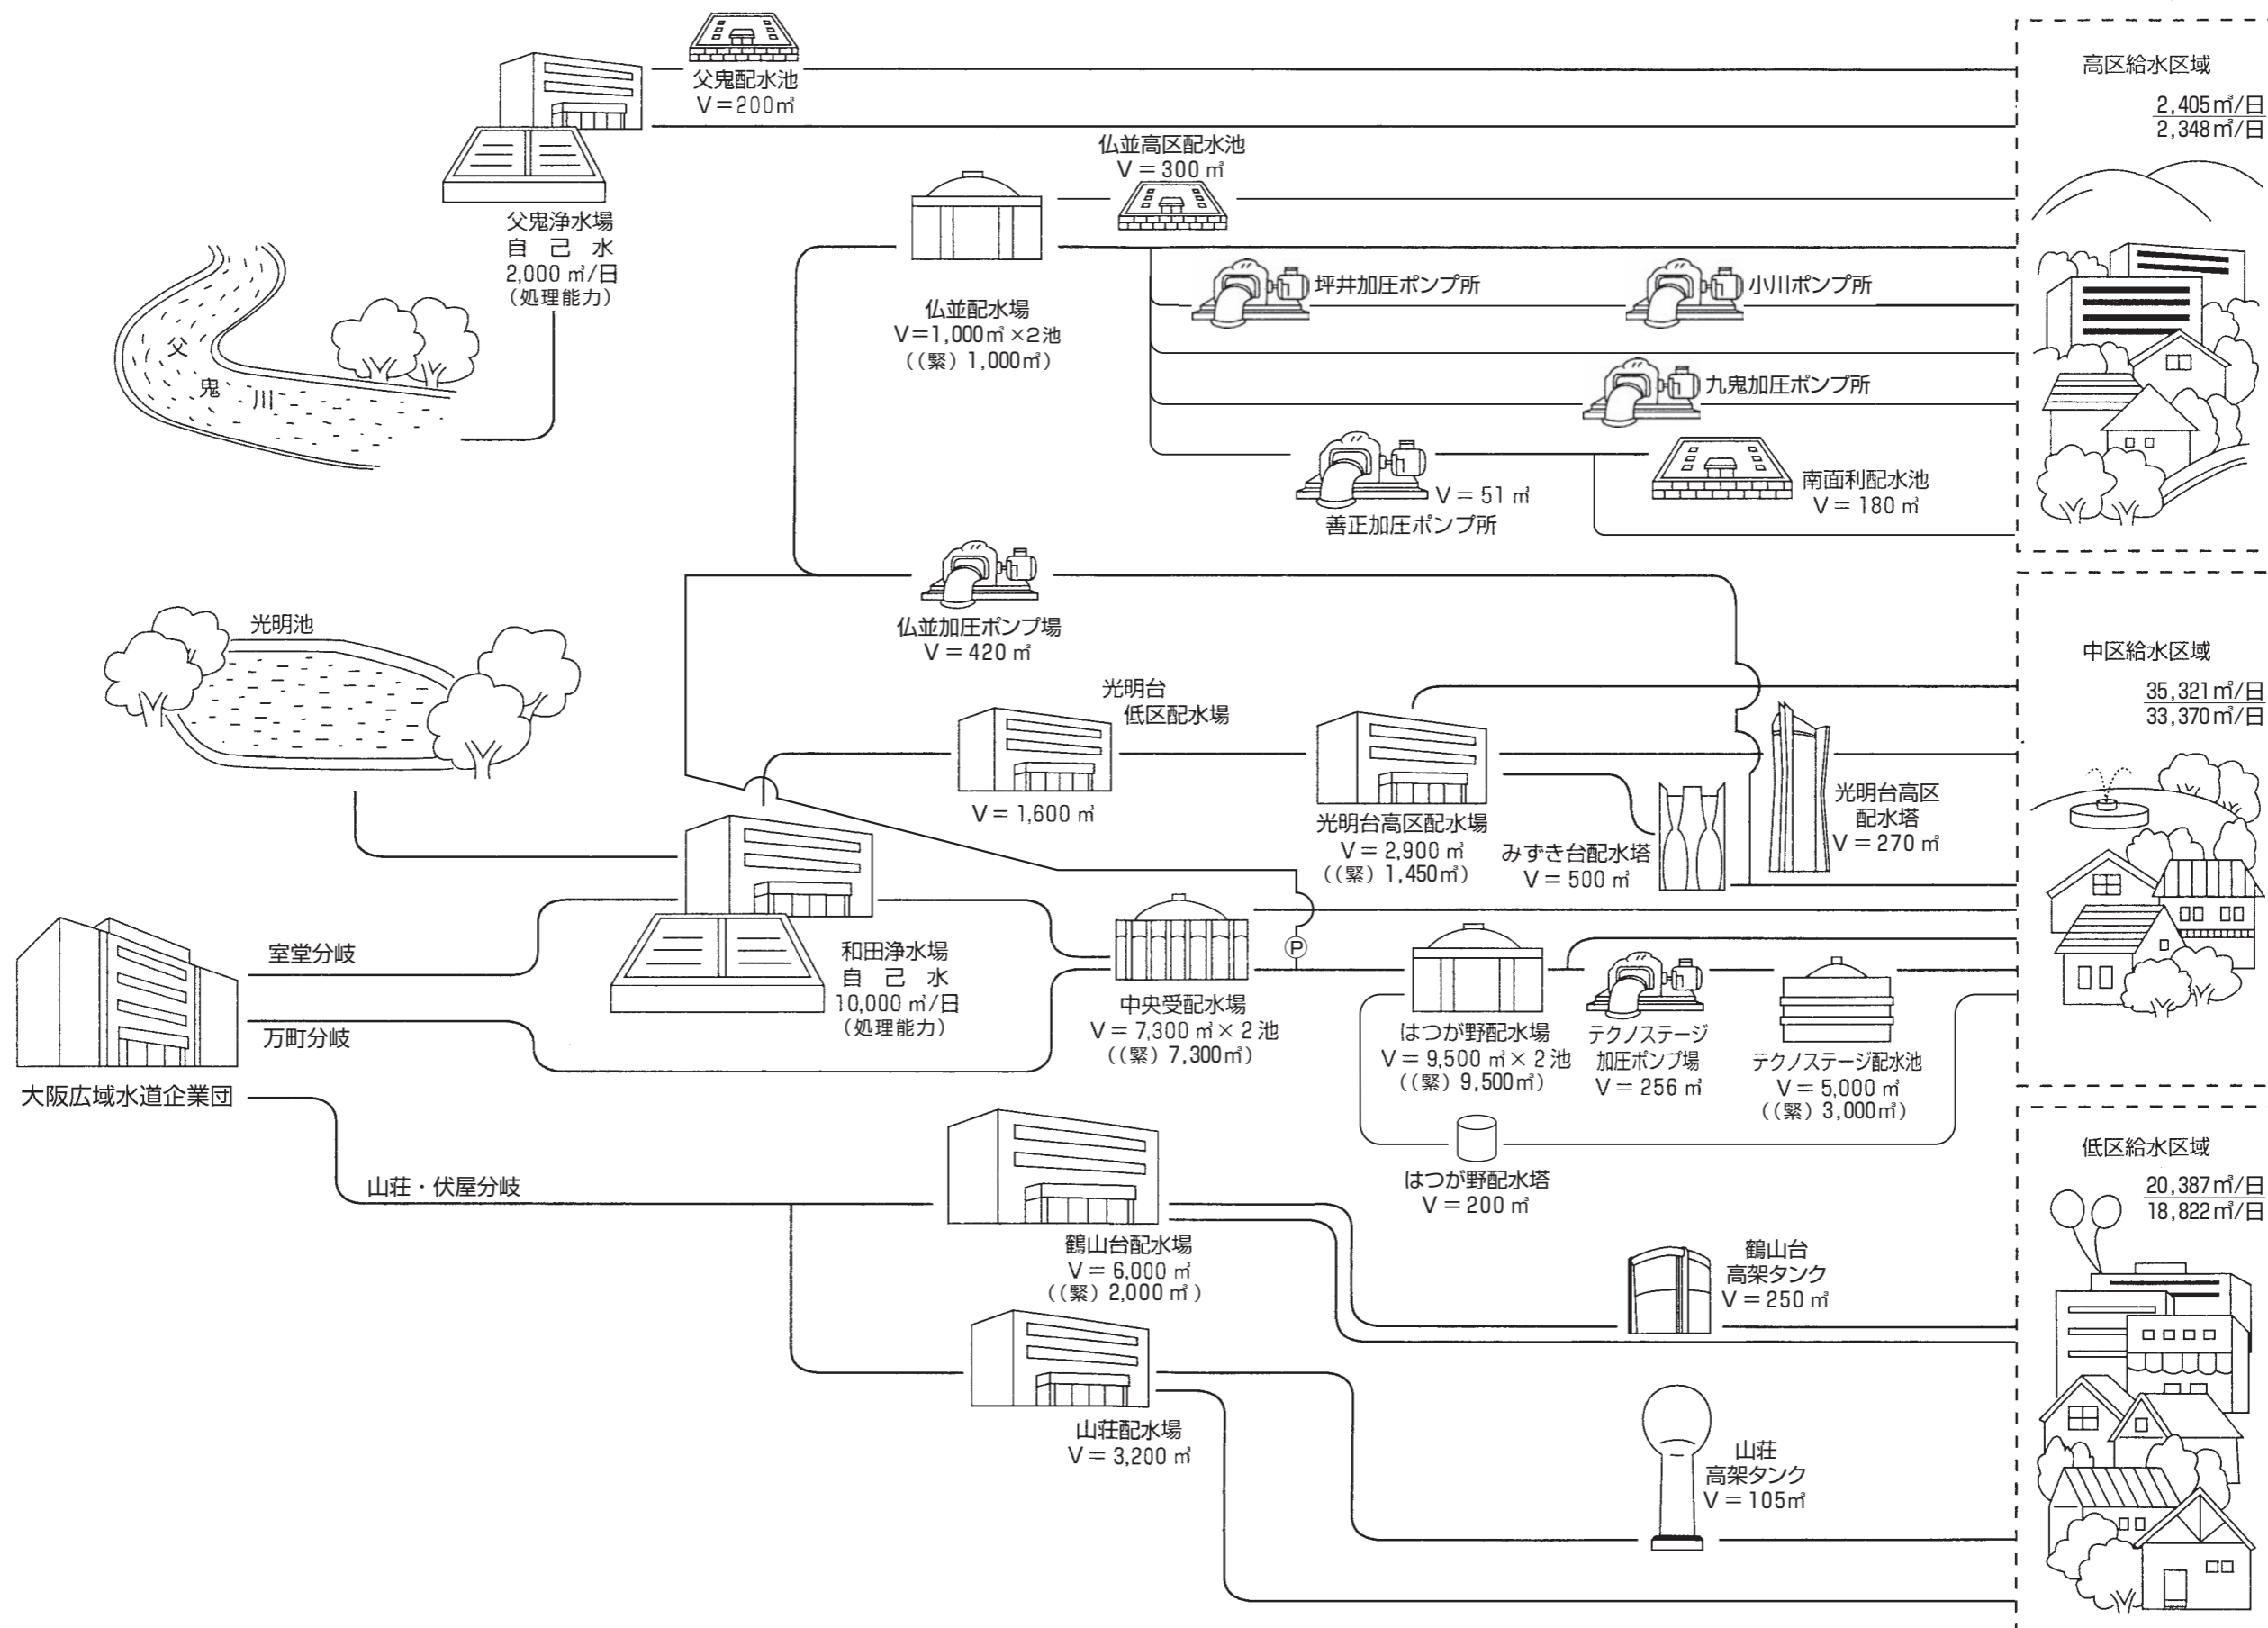 父鬼配水池
V＝200㎥
高区給水区域
2,405㎥/日
2,348㎥/日
仏並高区配水池
V＝300㎥
父鬼浄水場
自　己　水
2,000㎥/日
（処理能力）
坪井加圧ポンプ所
小川ポンプ所
仏並配水場
V＝1,000㎥×2池
（（緊）1,000㎥）
父
鬼
川
九鬼加圧ポンプ所
V＝51㎥
善正加圧ポンプ所
南面利配水池
V＝180㎥
光明池
仏並加圧ポンプ場
V＝420㎥
中区給水区域
35,321㎥/日
33,370㎥/日
光明台
低区配水場
V＝1,600㎥
光明台高区配水場
V＝2,900㎥
（（緊）1,450㎥）
みずき台配水塔
V＝500㎥
光明台高区
配水塔
V＝270㎥
室堂分岐
和田浄水場
自　己　水
10,000㎥/日
（処理能力）
P
中央受配水場
V＝7,300㎥×2池
（（緊）7,300㎥）
はつが野配水場
V＝9,500㎥×2池
（（緊）9,500㎥）
テクノステージ
加圧ポンプ場
V＝256㎥
テクノステージ配水池
V＝5,000㎥
（（緊）3,000㎥）
万町分岐
大阪広域水道企業団
はつが野配水塔
V＝200㎥
低区給水区域
20,387㎥/日
18,822㎥/日
山荘・伏屋分岐
鶴山台配水場
V＝6,000㎥
（（緊）2,000㎥）
鶴山台
高架タンク
V＝250㎥
山荘配水場
V＝3,200㎥
山荘
高架タンク
V＝105㎥